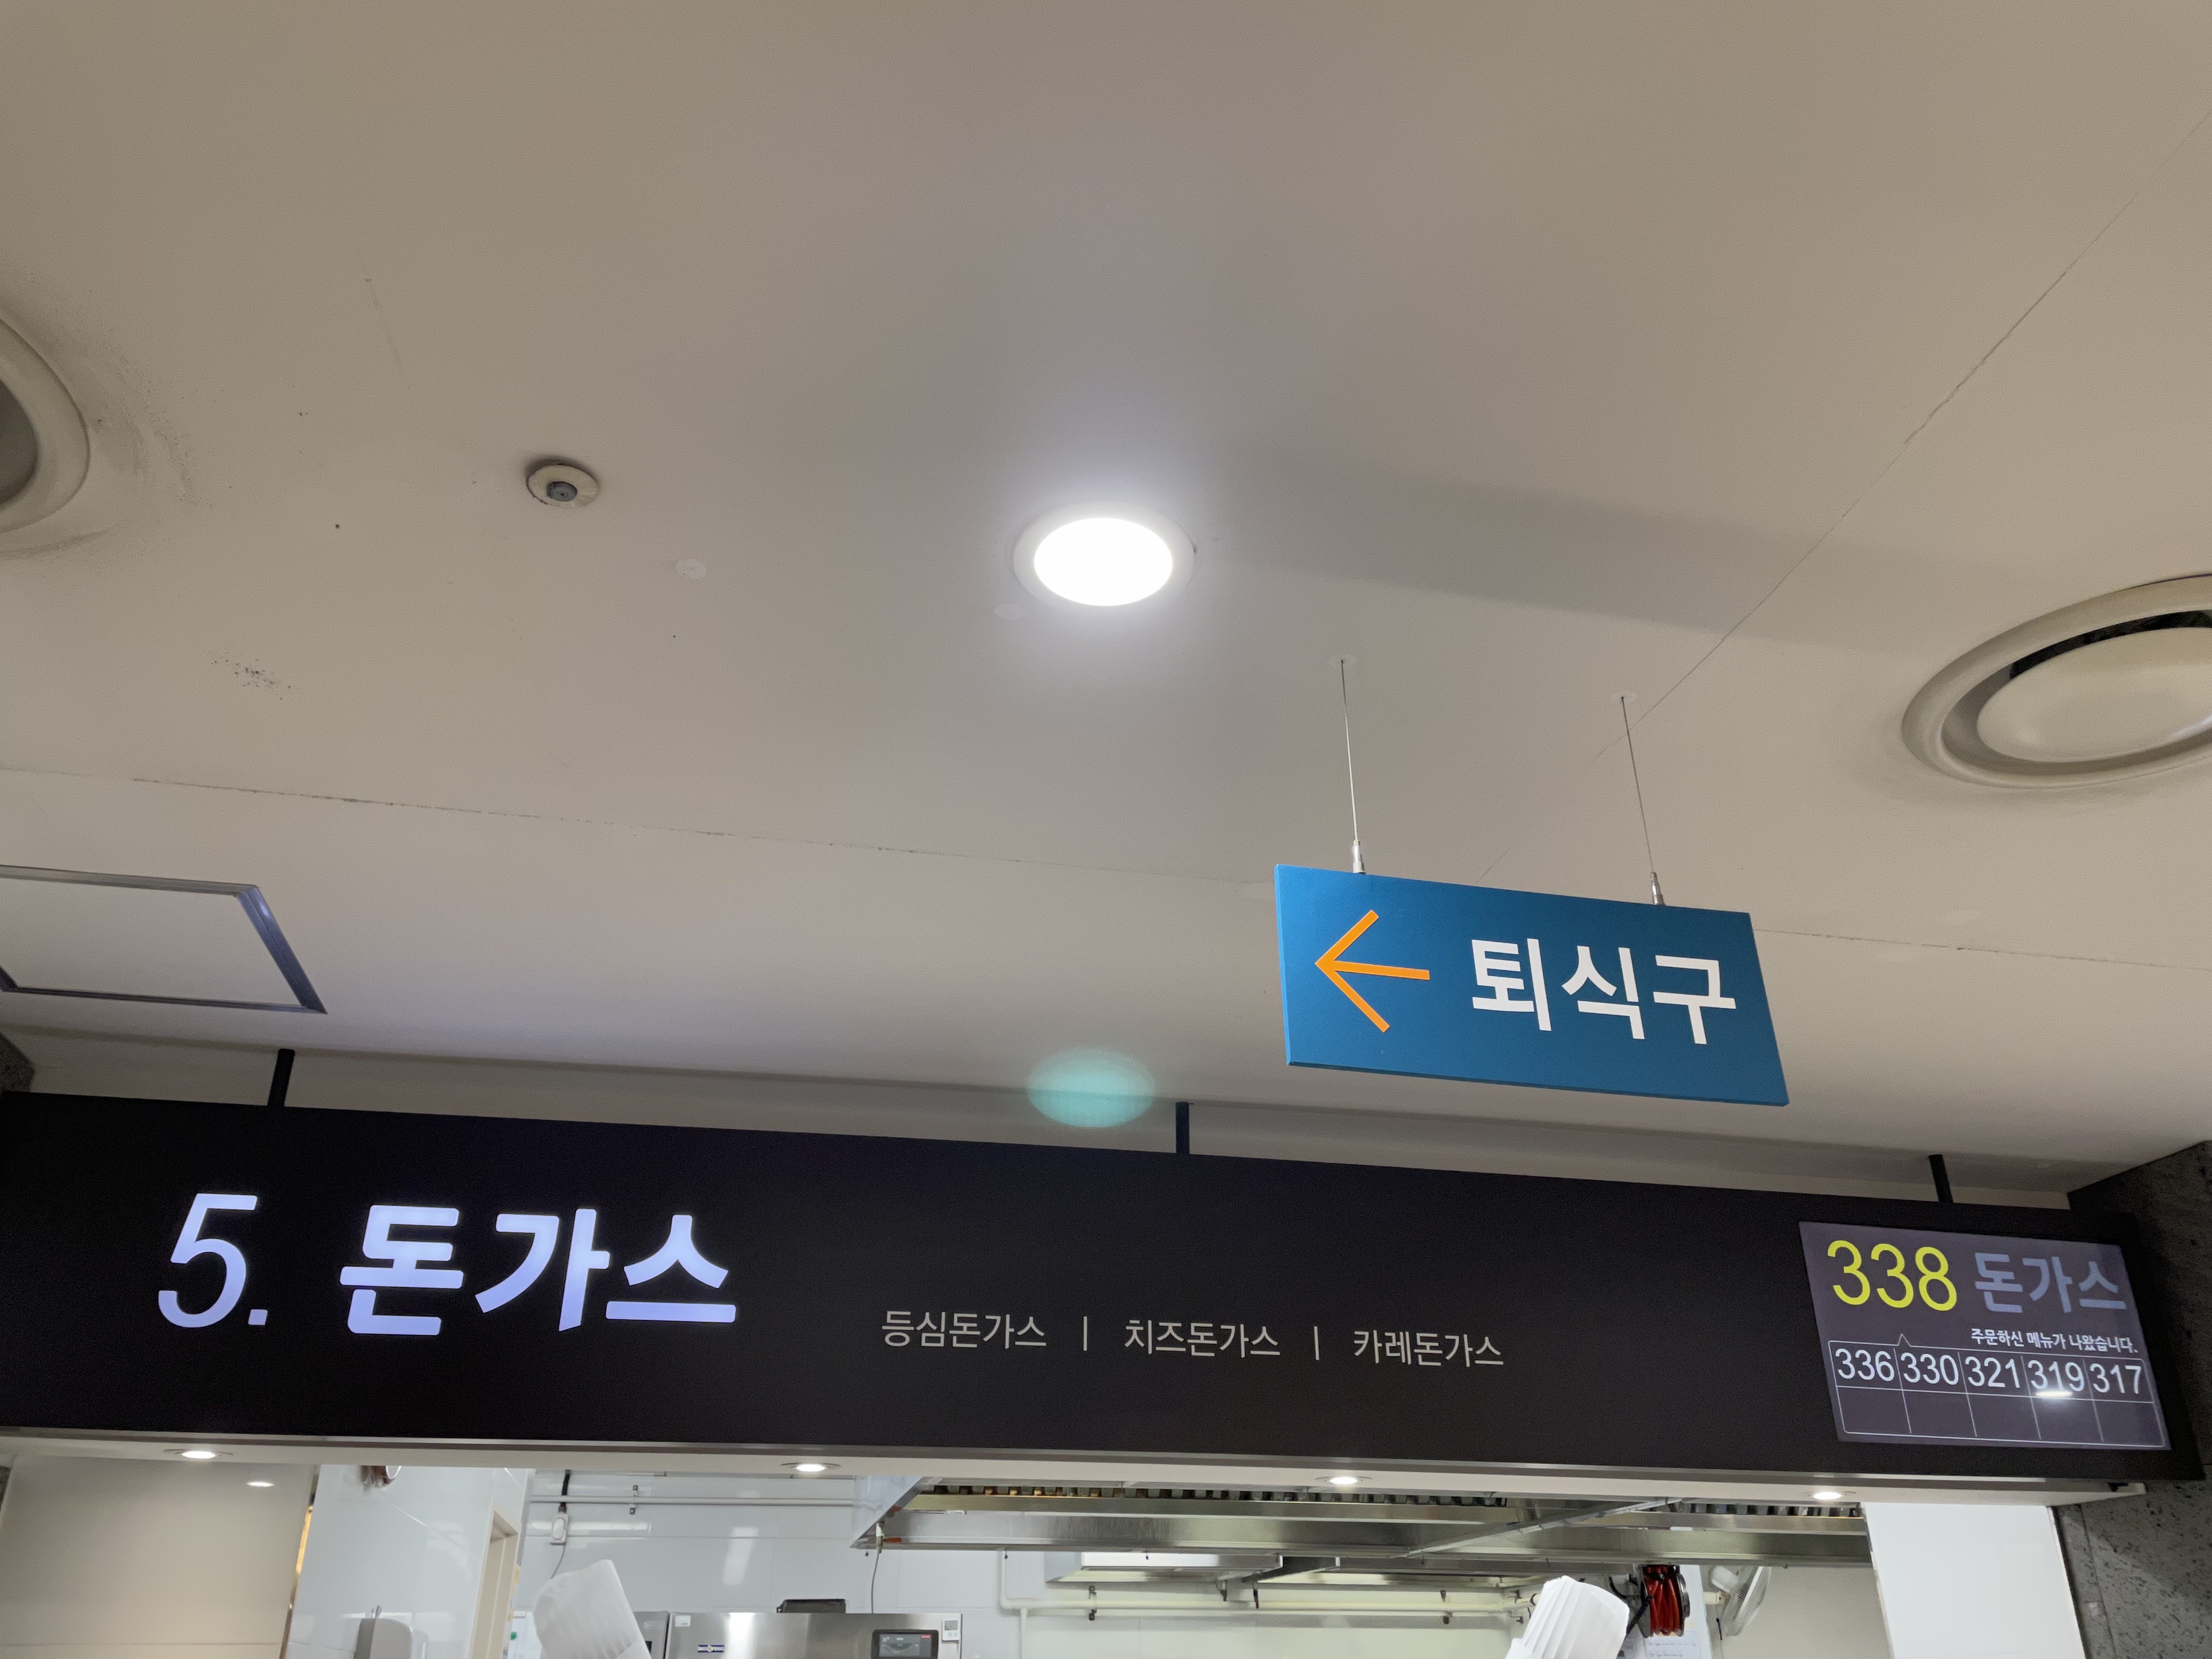 퇴식구
5. 돈가스
등심돈가스 | 치즈돈가스 | 카레돈가스
338 돈가스
주문하신 메뉴가 나왔습니다.
336 330 321 319 317